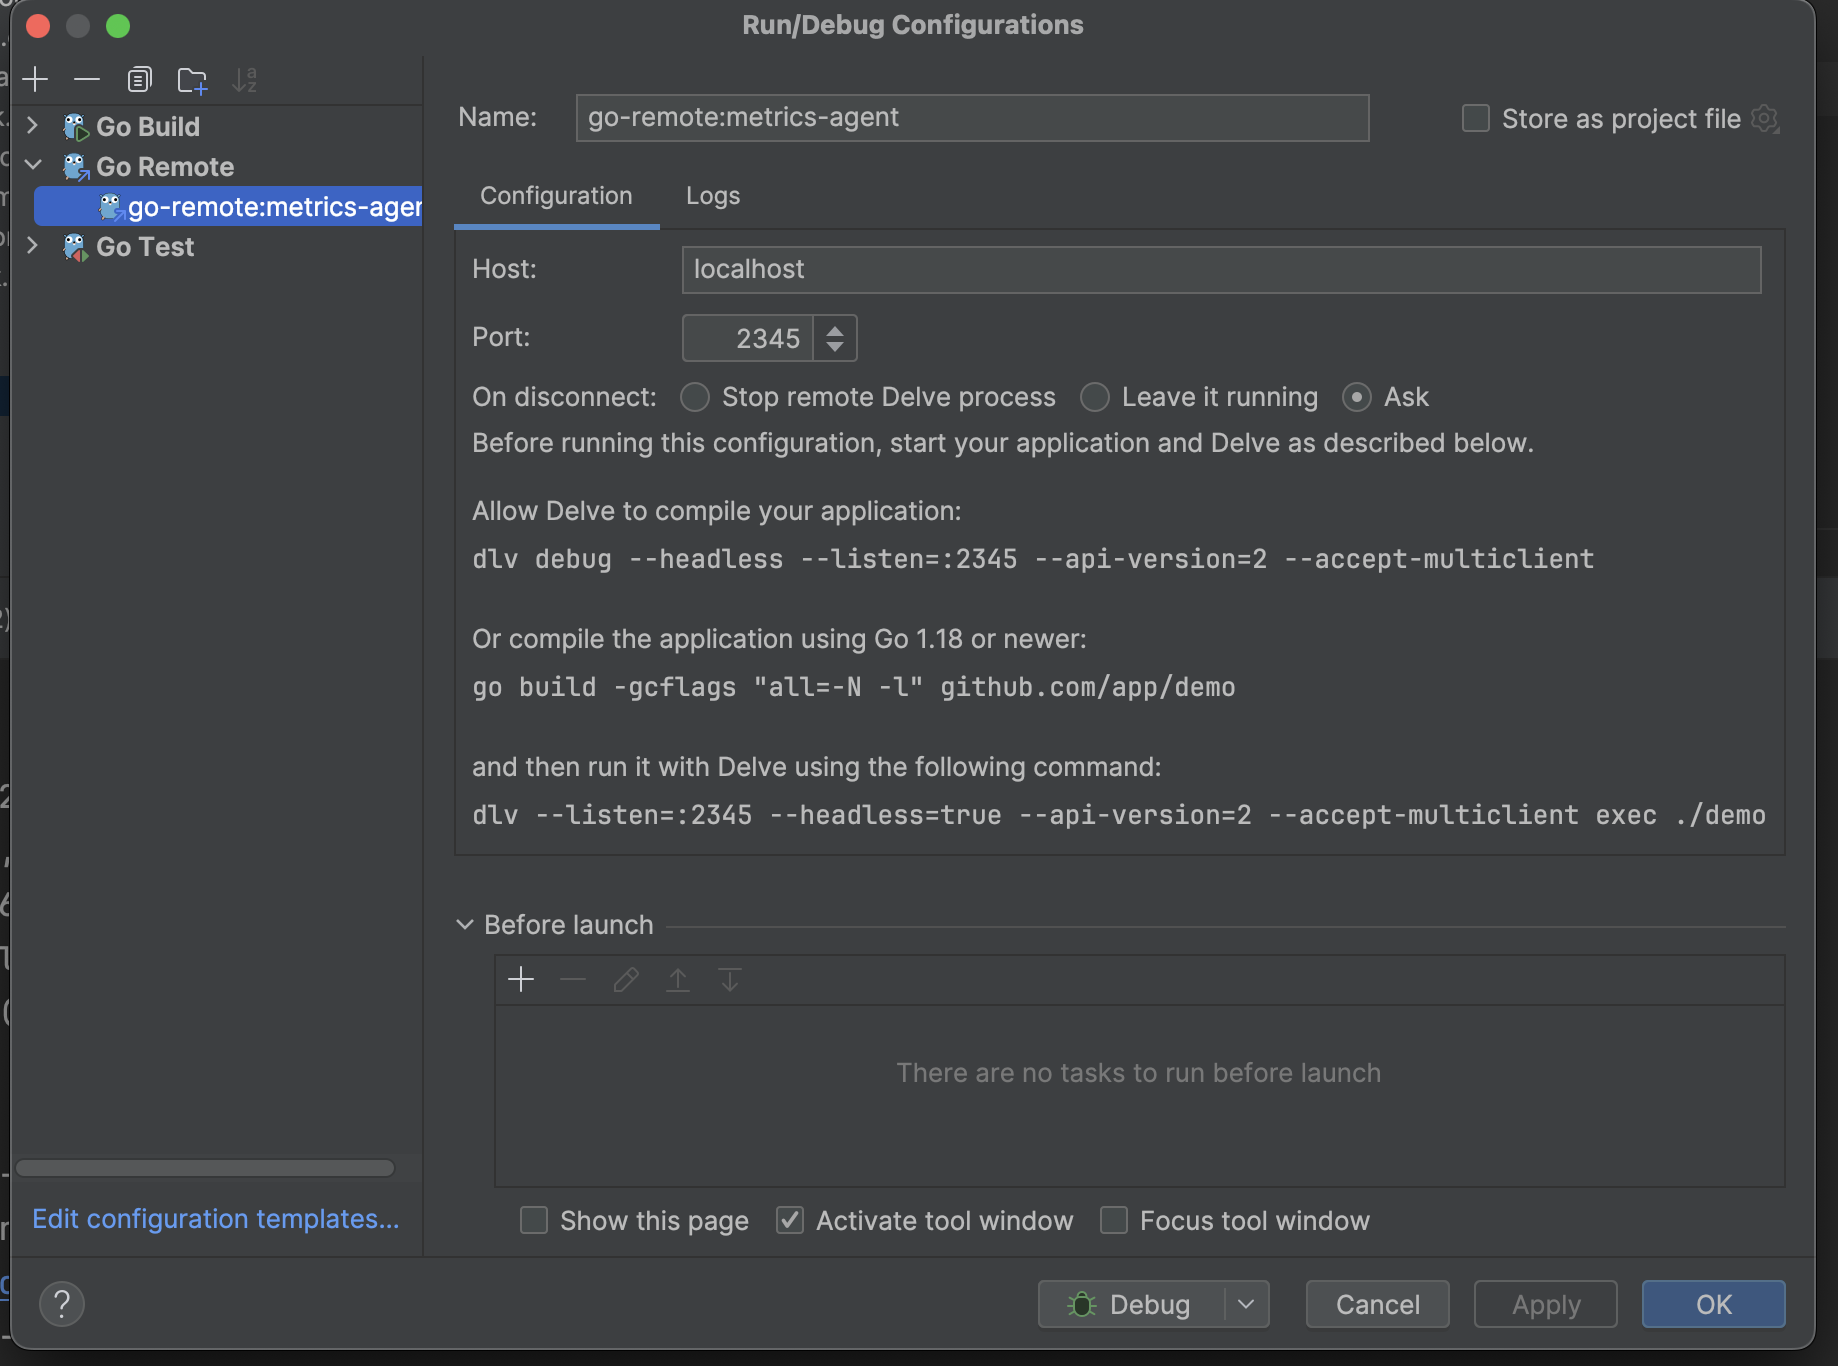 Run/Debug Configurations
Go Build
Go Remote
go-remote:metrics-agen
Go Test
Edit configuration templates...
Name: go-remote:metrics-agent
Store as project file
Configuration Logs
Host: localhost
Port: 2345
On disconnect: Stop remote Delve process Leave it running Ask
Before running this configuration, start your application and Delve as described below.
Allow Delve to compile your application:
dlv debug --headless --listen=:2345 --api-version=2 --accept-multiclient
Or compile the application using Go 1.18 or newer:
go build -gcflags "all=-N -l" github.com/app/demo
and then run it with Delve using the following command:
dlv --listen=:2345 --headless=true --api-version=2 --accept-multiclient exec ./demo
Before launch
There are no tasks to run before launch
Show this page Activate tool window Focus tool window
? Debug Cancel Apply OK